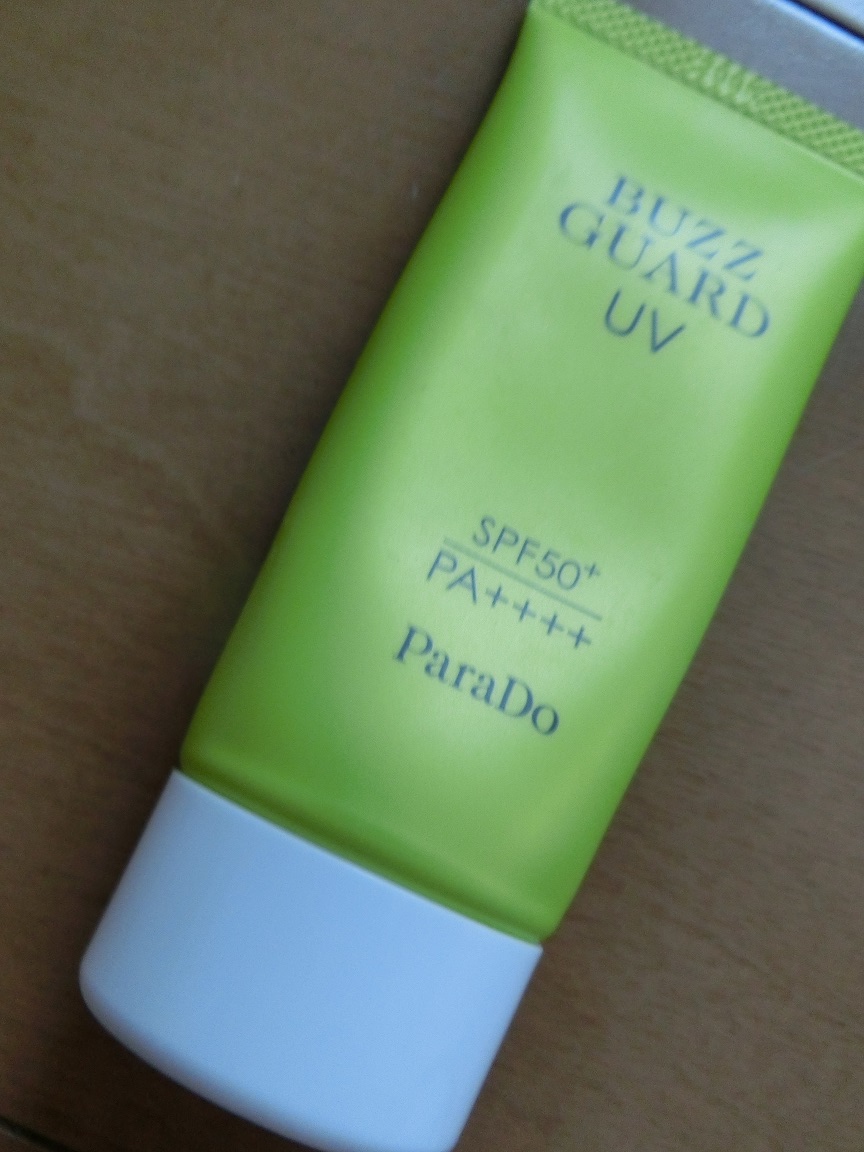 BUZZ
GUARD
UV
SPF50+
PA++++
ParaDo